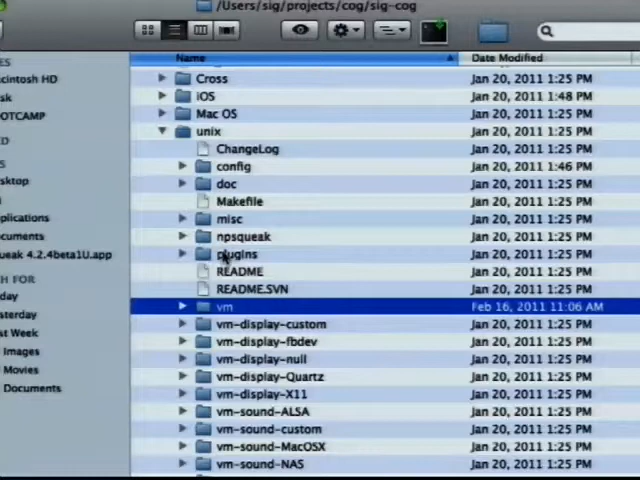 /Users/sig/projects/cog/sig-cog
Name Date Modified
ES
acintosh HD
sk
OOTCAMP
D
S
sktop
plications
cuments
ueak 4.2.4beta1U.app
H FOR
day
sterday
st Week
Images
Movies
Documents
Cross Jan 20, 2011 1:25 PM
iOS Jan 20, 2011 1:48 PM
Mac OS Jan 20, 2011 1:25 PM
unix Jan 20, 2011 1:25 PM
ChangeLog Jan 20, 2011 1:25 PM
config Jan 20, 2011 1:46 PM
doc Jan 20, 2011 1:25 PM
Makefile Jan 20, 2011 1:25 PM
misc Jan 20, 2011 1:25 PM
npsqueak Jan 20, 2011 1:25 PM
plugins Jan 20, 2011 1:25 PM
README Jan 20, 2011 1:25 PM
README.SVN Jan 20, 2011 1:25 PM
vm Feb 16, 2011 11:06 AM
vm-display-custom Jan 20, 2011 1:25 PM
vm-display-fbdev Jan 20, 2011 1:25 PM
vm-display-null Jan 20, 2011 1:25 PM
vm-display-Quartz Jan 20, 2011 1:25 PM
vm-display-X11 Jan 20, 2011 1:25 PM
vm-sound-ALSA Jan 20, 2011 1:25 PM
vm-sound-custom Jan 20, 2011 1:25 PM
vm-sound-MacOSX Jan 20, 2011 1:25 PM
vm-sound-NAS Jan 20, 2011 1:25 PM